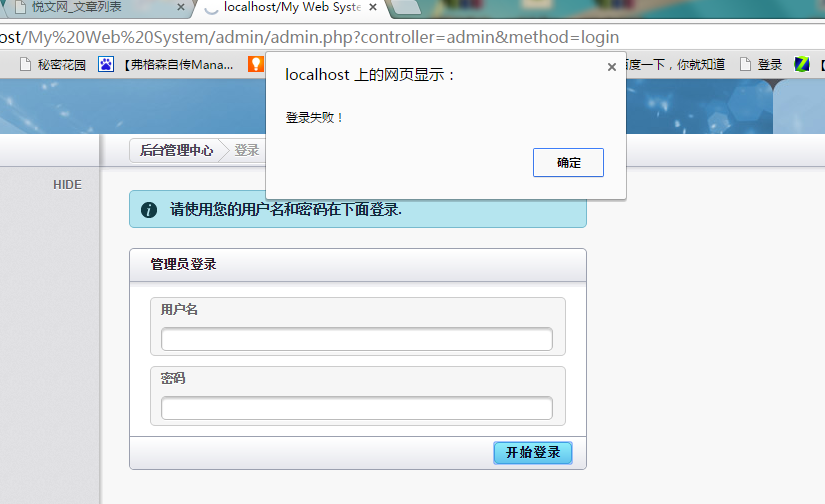 悦文网_文章列表
localhost/My Web Syste
ost/My%20Web%20System/admin/admin.php?controller=admin&method=login
秘密花园 【弗格森自传Mana... 百度一下，你就知道 登录
localhost 上的网页显示：
登录失败！
确定
后台管理中心 登录
HIDE
请使用您的用户名和密码在下面登录.
管理员登录
用户名
密码
开始登录